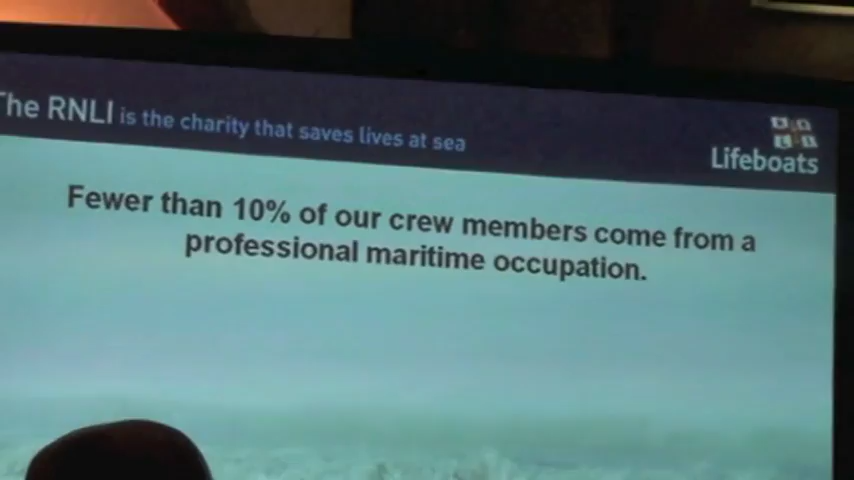 The RNLI is the charity that saves lives at sea
Lifeboats
Fewer than 10% of our crew members come from a
professional maritime occupation.